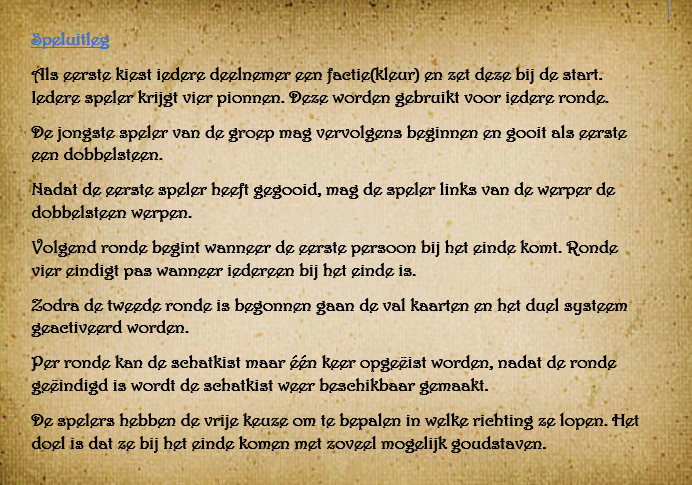 Speluitleg
Als eerste kiest iedere deelnemer een factie(kleur) en zet deze bij de start.
Iedere speler krijgt vier pionnen. Deze worden gebruikt voor iedere ronde.
De jongste speler van de groep mag vervolgens beginnen en gooit als eerste
een dobbelsteen.
Nadat de eerste speler heeft gegooid, mag de speler links van de werper de
dobbelsteen werpen.
Volgend ronde begint wanneer de eerste persoon bij het einde komt. Ronde
vier eindigt pas wanneer iedereen bij het einde is.
Zodra de tweede ronde is begonnen gaan de val kaarten en het duel systeem
geactiveerd worden.
Per ronde kan de schatkist maar één keer opgeëist worden, nadat de ronde
geëindigd is wordt de schatkist weer beschikbaar gemaakt.
De spelers hebben de vrije keuze om te bepalen in welke richting ze lopen. Het
doel is dat ze bij het einde komen met zoveel mogelijk goudstaven.